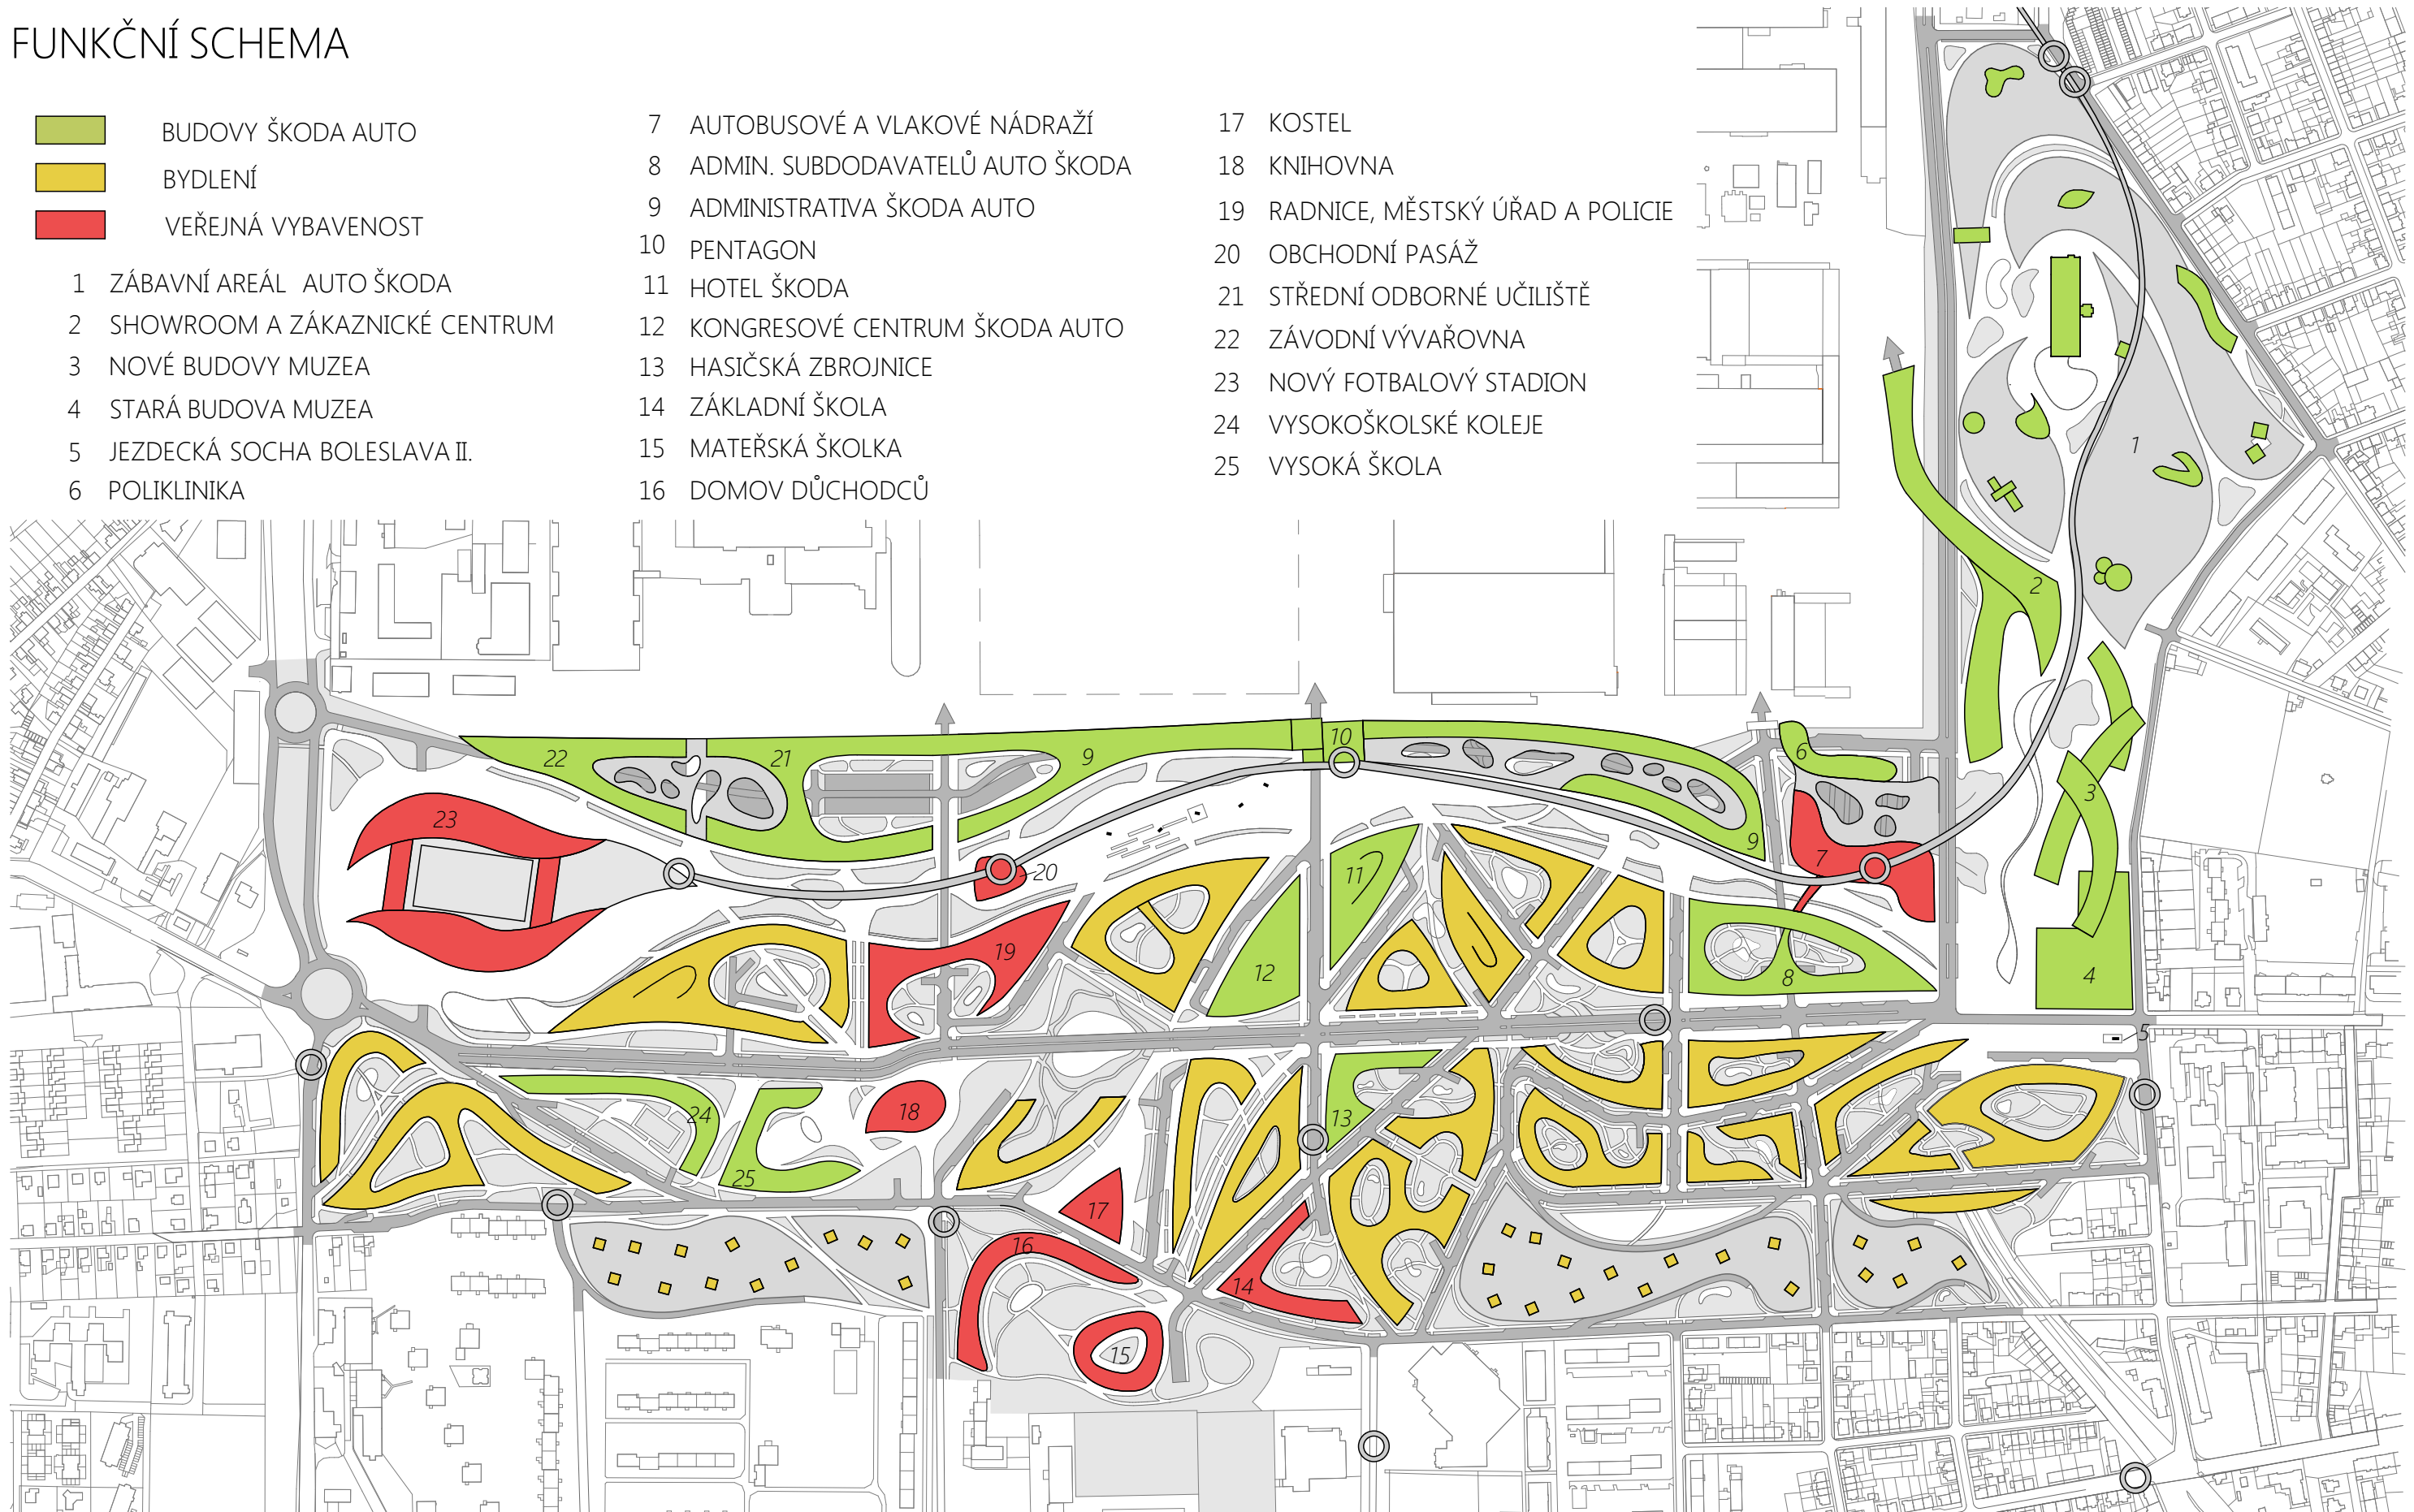 FUNKČNÍ SCHEMA
BUDOVY ŠKODA AUTO
BYDLENÍ
VEŘEJNÁ VYBAVENOST
1 ZÁBAVNÍ AREÁL AUTO ŠKODA
2 SHOWROOM A ZÁKAZNICKÉ CENTRUM
3 NOVÉ BUDOVY MUZEA
4 STARÁ BUDOVA MUZEA
5 JEZDECKÁ SOCHA BOLESLAVA II.
6 POLIKLINIKA
7 AUTOBUSOVÉ A VLAKOVÉ NÁDRAŽÍ
8 ADMIN. SUBDODAVATELŮ AUTO ŠKODA
9 ADMINISTRATIVA ŠKODA AUTO
10 PENTAGON
11 HOTEL ŠKODA
12 KONGRESOVÉ CENTRUM ŠKODA AUTO
13 HASIČSKÁ ZBROJNICE
14 ZÁKLADNÍ ŠKOLA
15 MATEŘSKÁ ŠKOLKA
16 DOMOV DŮCHODCŮ
17 KOSTEL
18 KNIHOVNA
19 RADNICE, MĚSTSKÝ ÚŘAD A POLICIE
20 OBCHODNÍ PASÁŽ
21 STŘEDNÍ ODBORNÉ UČILIŠTĚ
22 ZÁVODNÍ VÝVAŘOVNA
23 NOVÝ FOTBALOVÝ STADION
24 VYSOKOŠKOLSKÉ KOLEJE
25 VYSOKÁ ŠKOLA
1
2
10
22
21
9
6
3
23
9
7
20
11
19
12
8
4
5
24
18
13
25
17
16
14
15